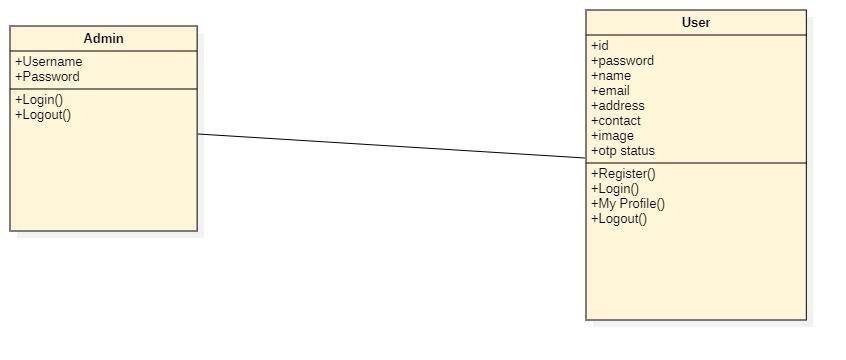 Admin
+Username
+Password
+Login()
+Logout()
User
+id
+password
+name
+email
+address
+contact
+image
+otp status
+Register()
+Login()
+My Profile()
+Logout()